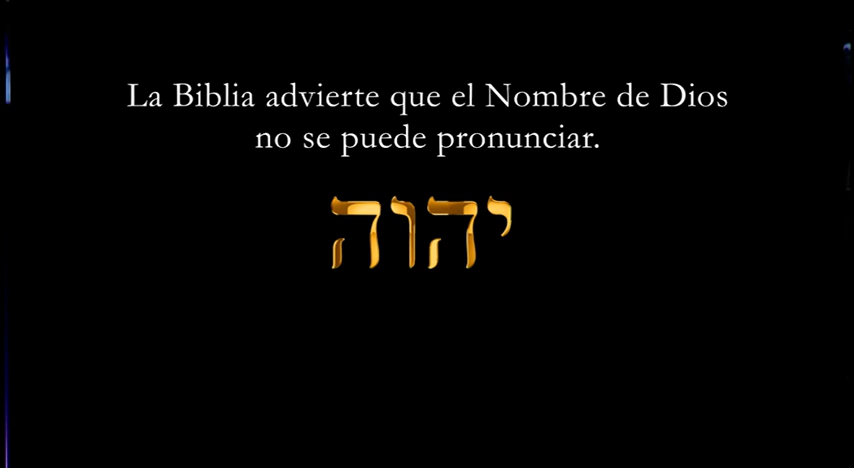 La Biblia advierte que el Nombre de Dios
no se puede pronunciar.
יהוה